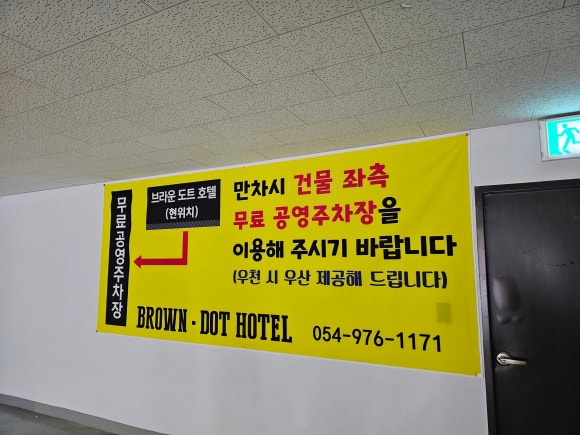 무료공영주차장
브라운 도트 호텔
(현위치)
만차시 건물 좌측
무료 공영주차장을
이용해 주시기 바랍니다
(우천 시 우산 제공해 드립니다)
BROWN · DOT HOTEL
054-976-1171